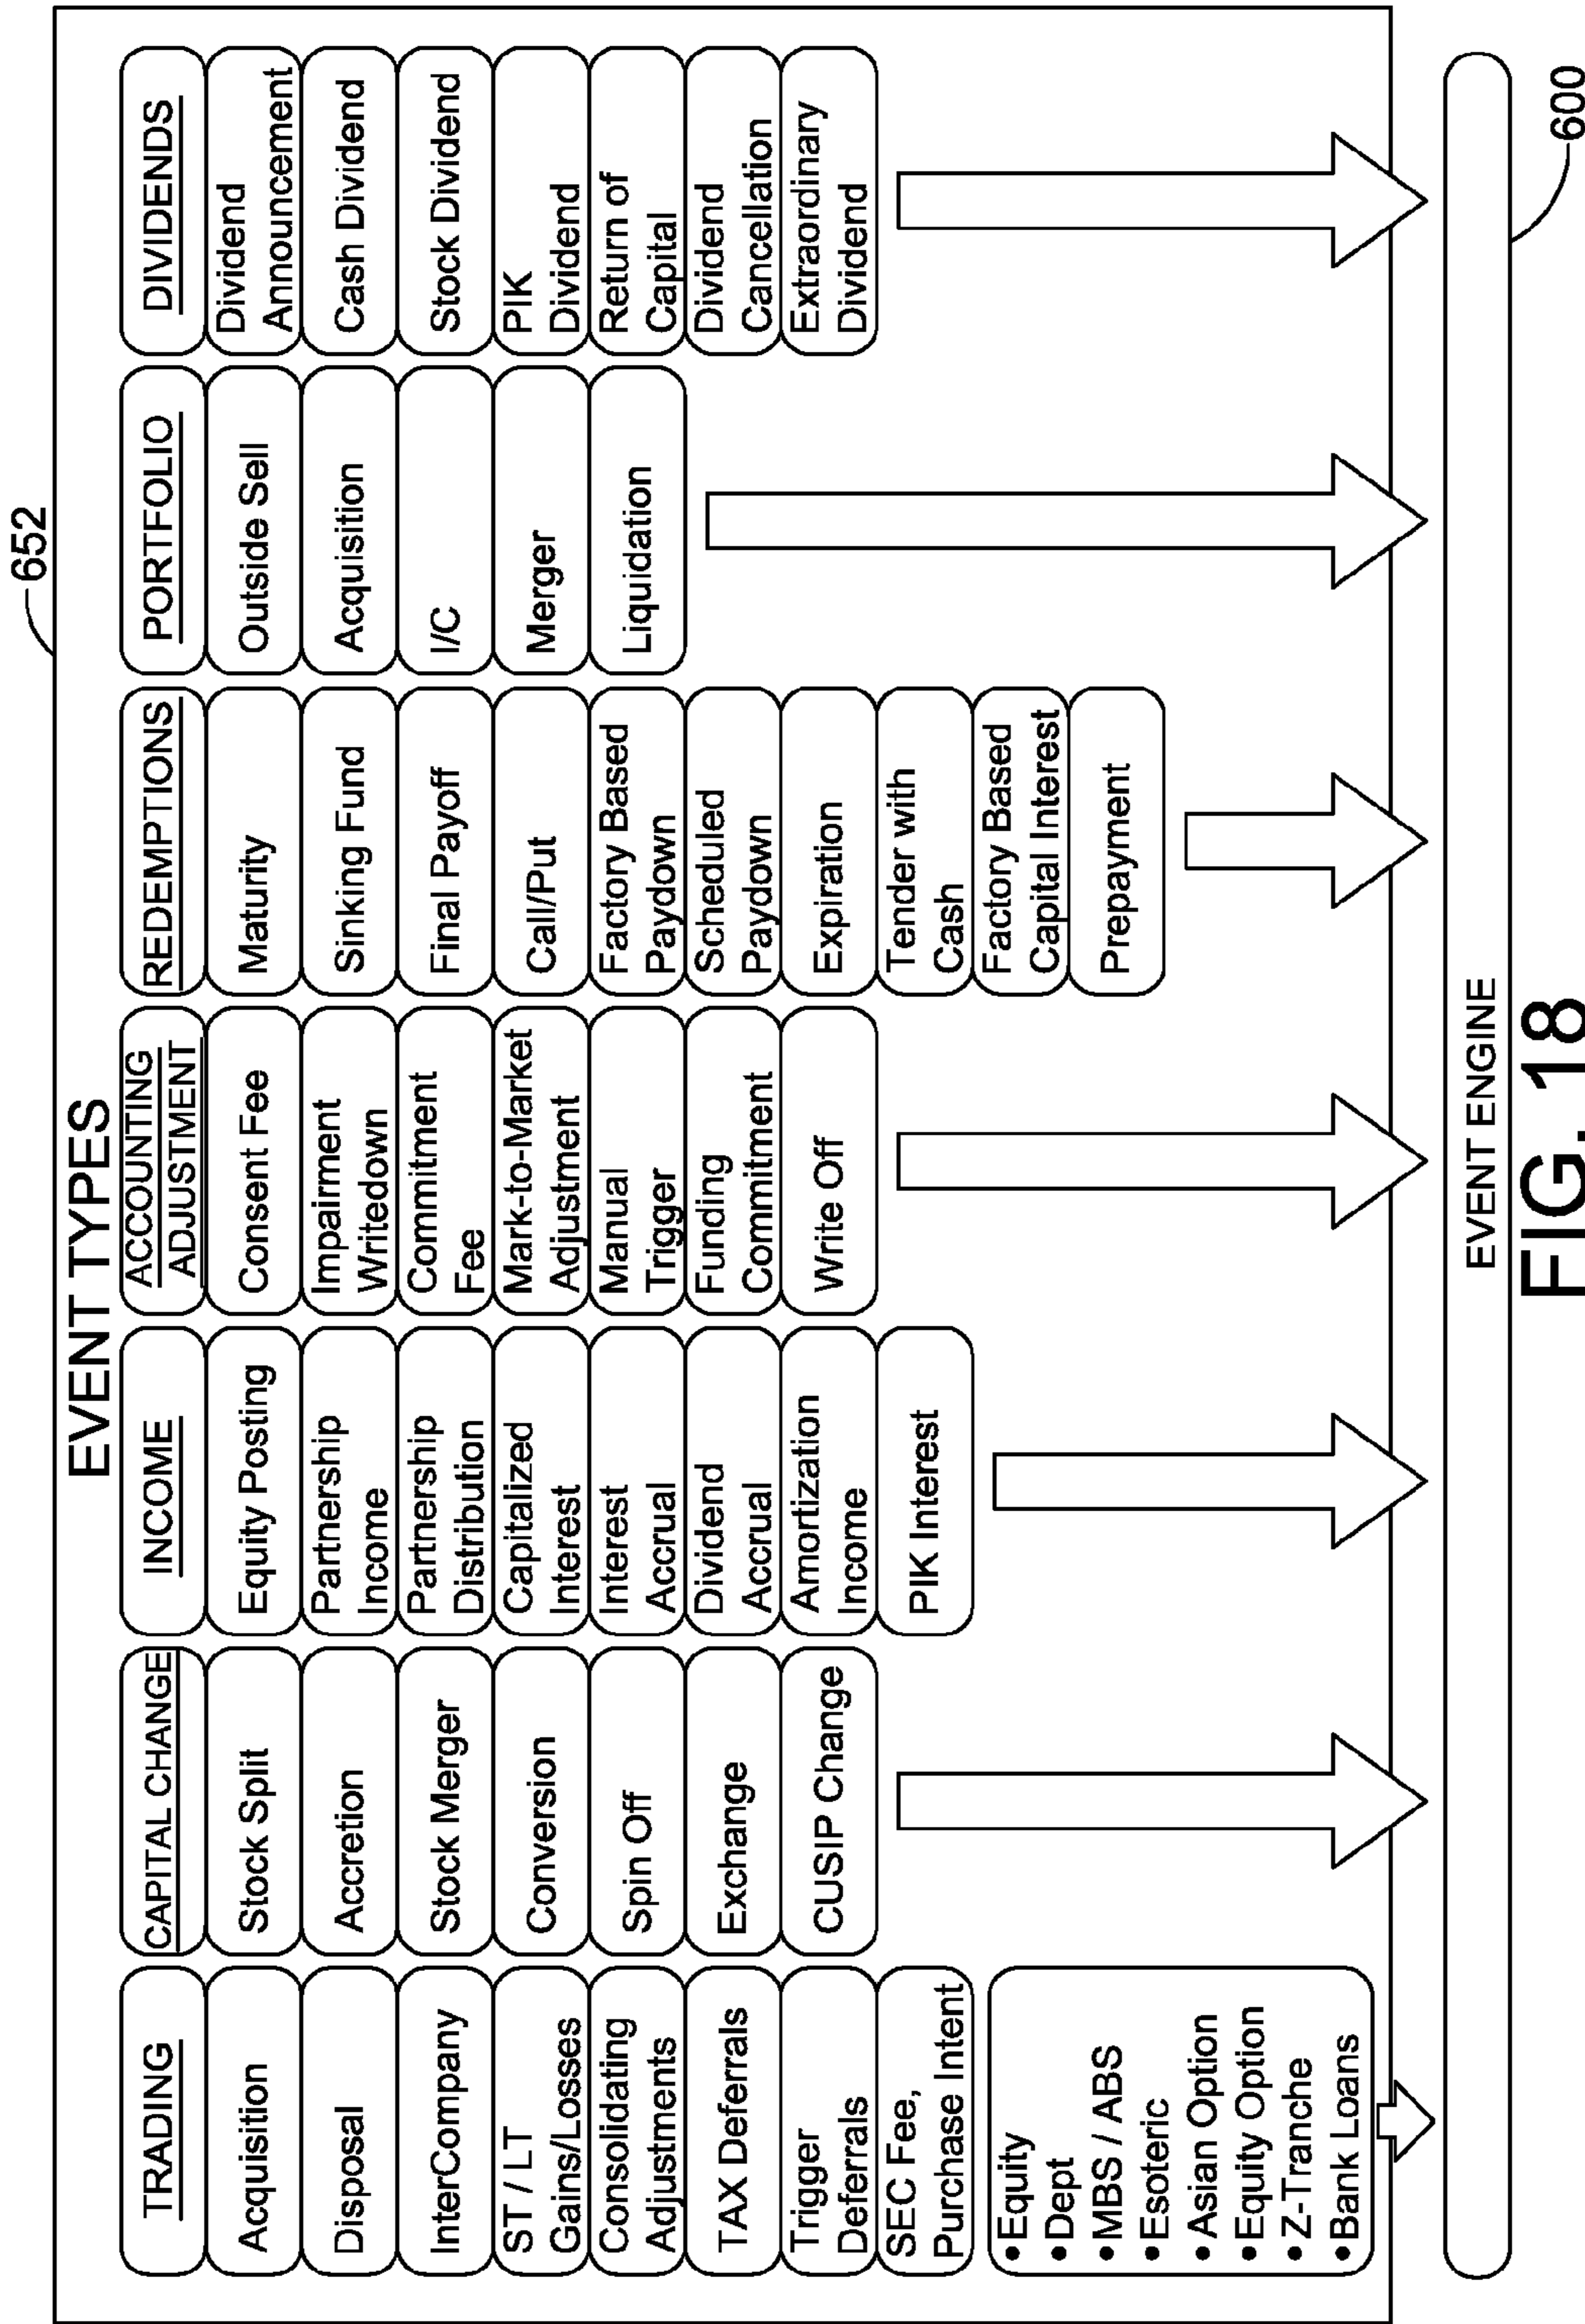 652
EVENT TYPES
TRADING
Acquisition
Disposal
InterCompany
ST / LT
Gains/Losses
Consolidating
Adjustments
TAX Deferrals
Trigger
Deferrals
SEC Fee,
Purchase Intent
• Equity
• Dept
• MBS / ABS
• Esoteric
• Asian Option
• Equity Option
• Z-Tranche
• Bank Loans
CAPITAL CHANGE
Stock Split
Accretion
Stock Merger
Conversion
Spin Off
Exchange
CUSIP Change
INCOME
Equity Posting
Partnership
Income
Partnership
Distribution
Capitalized
Interest
Interest
Accrual
Dividend
Accrual
Amortization
Income
PIK Interest
ACCOUNTING
ADJUSTMENT
Consent Fee
Impairment
Writedown
Commitment
Fee
Mark-to-Market
Adjustment
Manual
Trigger
Funding
Commitment
Write Off
REDEMPTIONS
Maturity
Sinking Fund
Final Payoff
Call/Put
Factory Based
Paydown
Scheduled
Paydown
Expiration
Tender with
Cash
Factory Based
Capital Interest
Prepayment
PORTFOLIO
Outside Sell
Acquisition
I/C
Merger
Liquidation
DIVIDENDS
Dividend
Announcement
Cash Dividend
Stock Dividend
PIK
Dividend
Return of
Capital
Dividend
Cancellation
Extraordinary
Dividend
EVENT ENGINE
600
FIG. 18